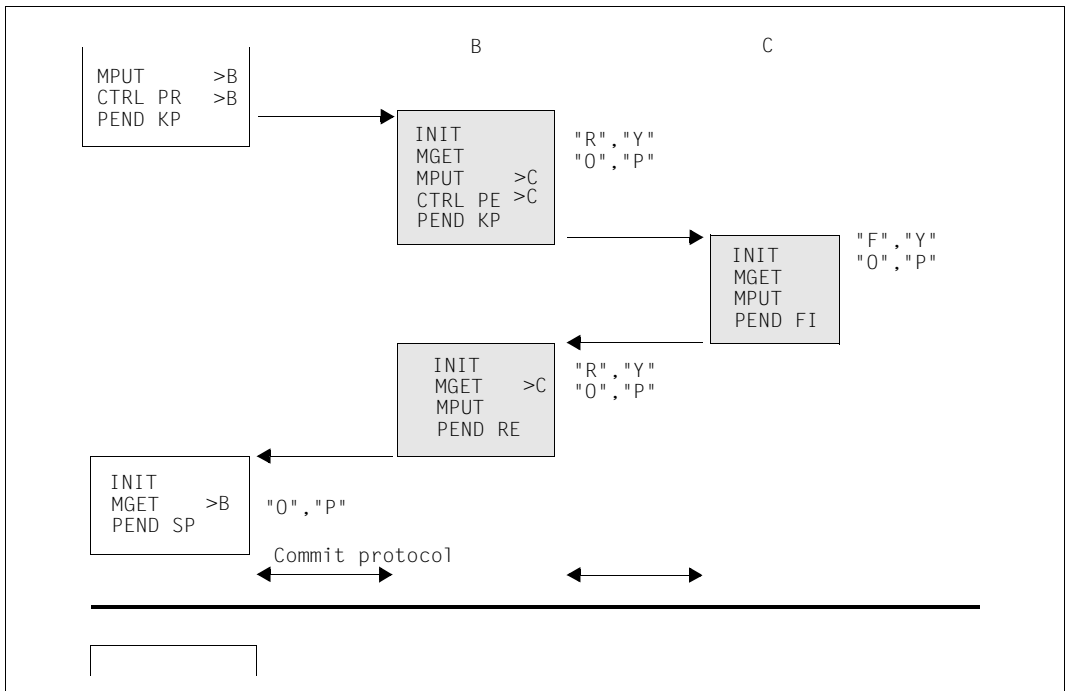 B
C
MPUT >B
CTRL PR >B
PEND KP
INIT
MGET
MPUT >C
CTRL PE >C
PEND KP
"R","Y"
"O","P"
INIT
MGET
MPUT
PEND FI
"F","Y"
"O","P"
INIT
MGET >C
MPUT
PEND RE
"R","Y"
"O","P"
INIT
MGET >B
PEND SP
"O","P"
Commit protocol